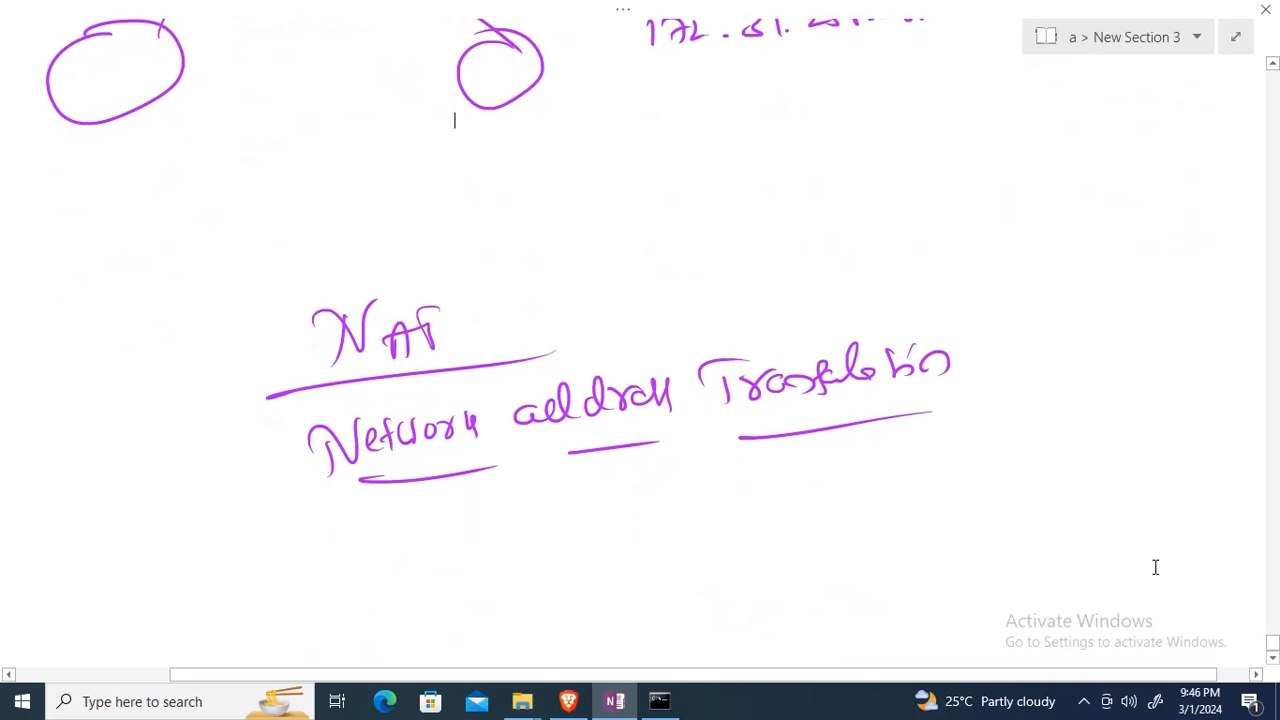 a > New Section 3
NAT
Network address Translation
Activate Windows
Go to Settings to activate Windows.
Type here to search
25°C Partly cloudy
9:46 PM
3/1/2024
1